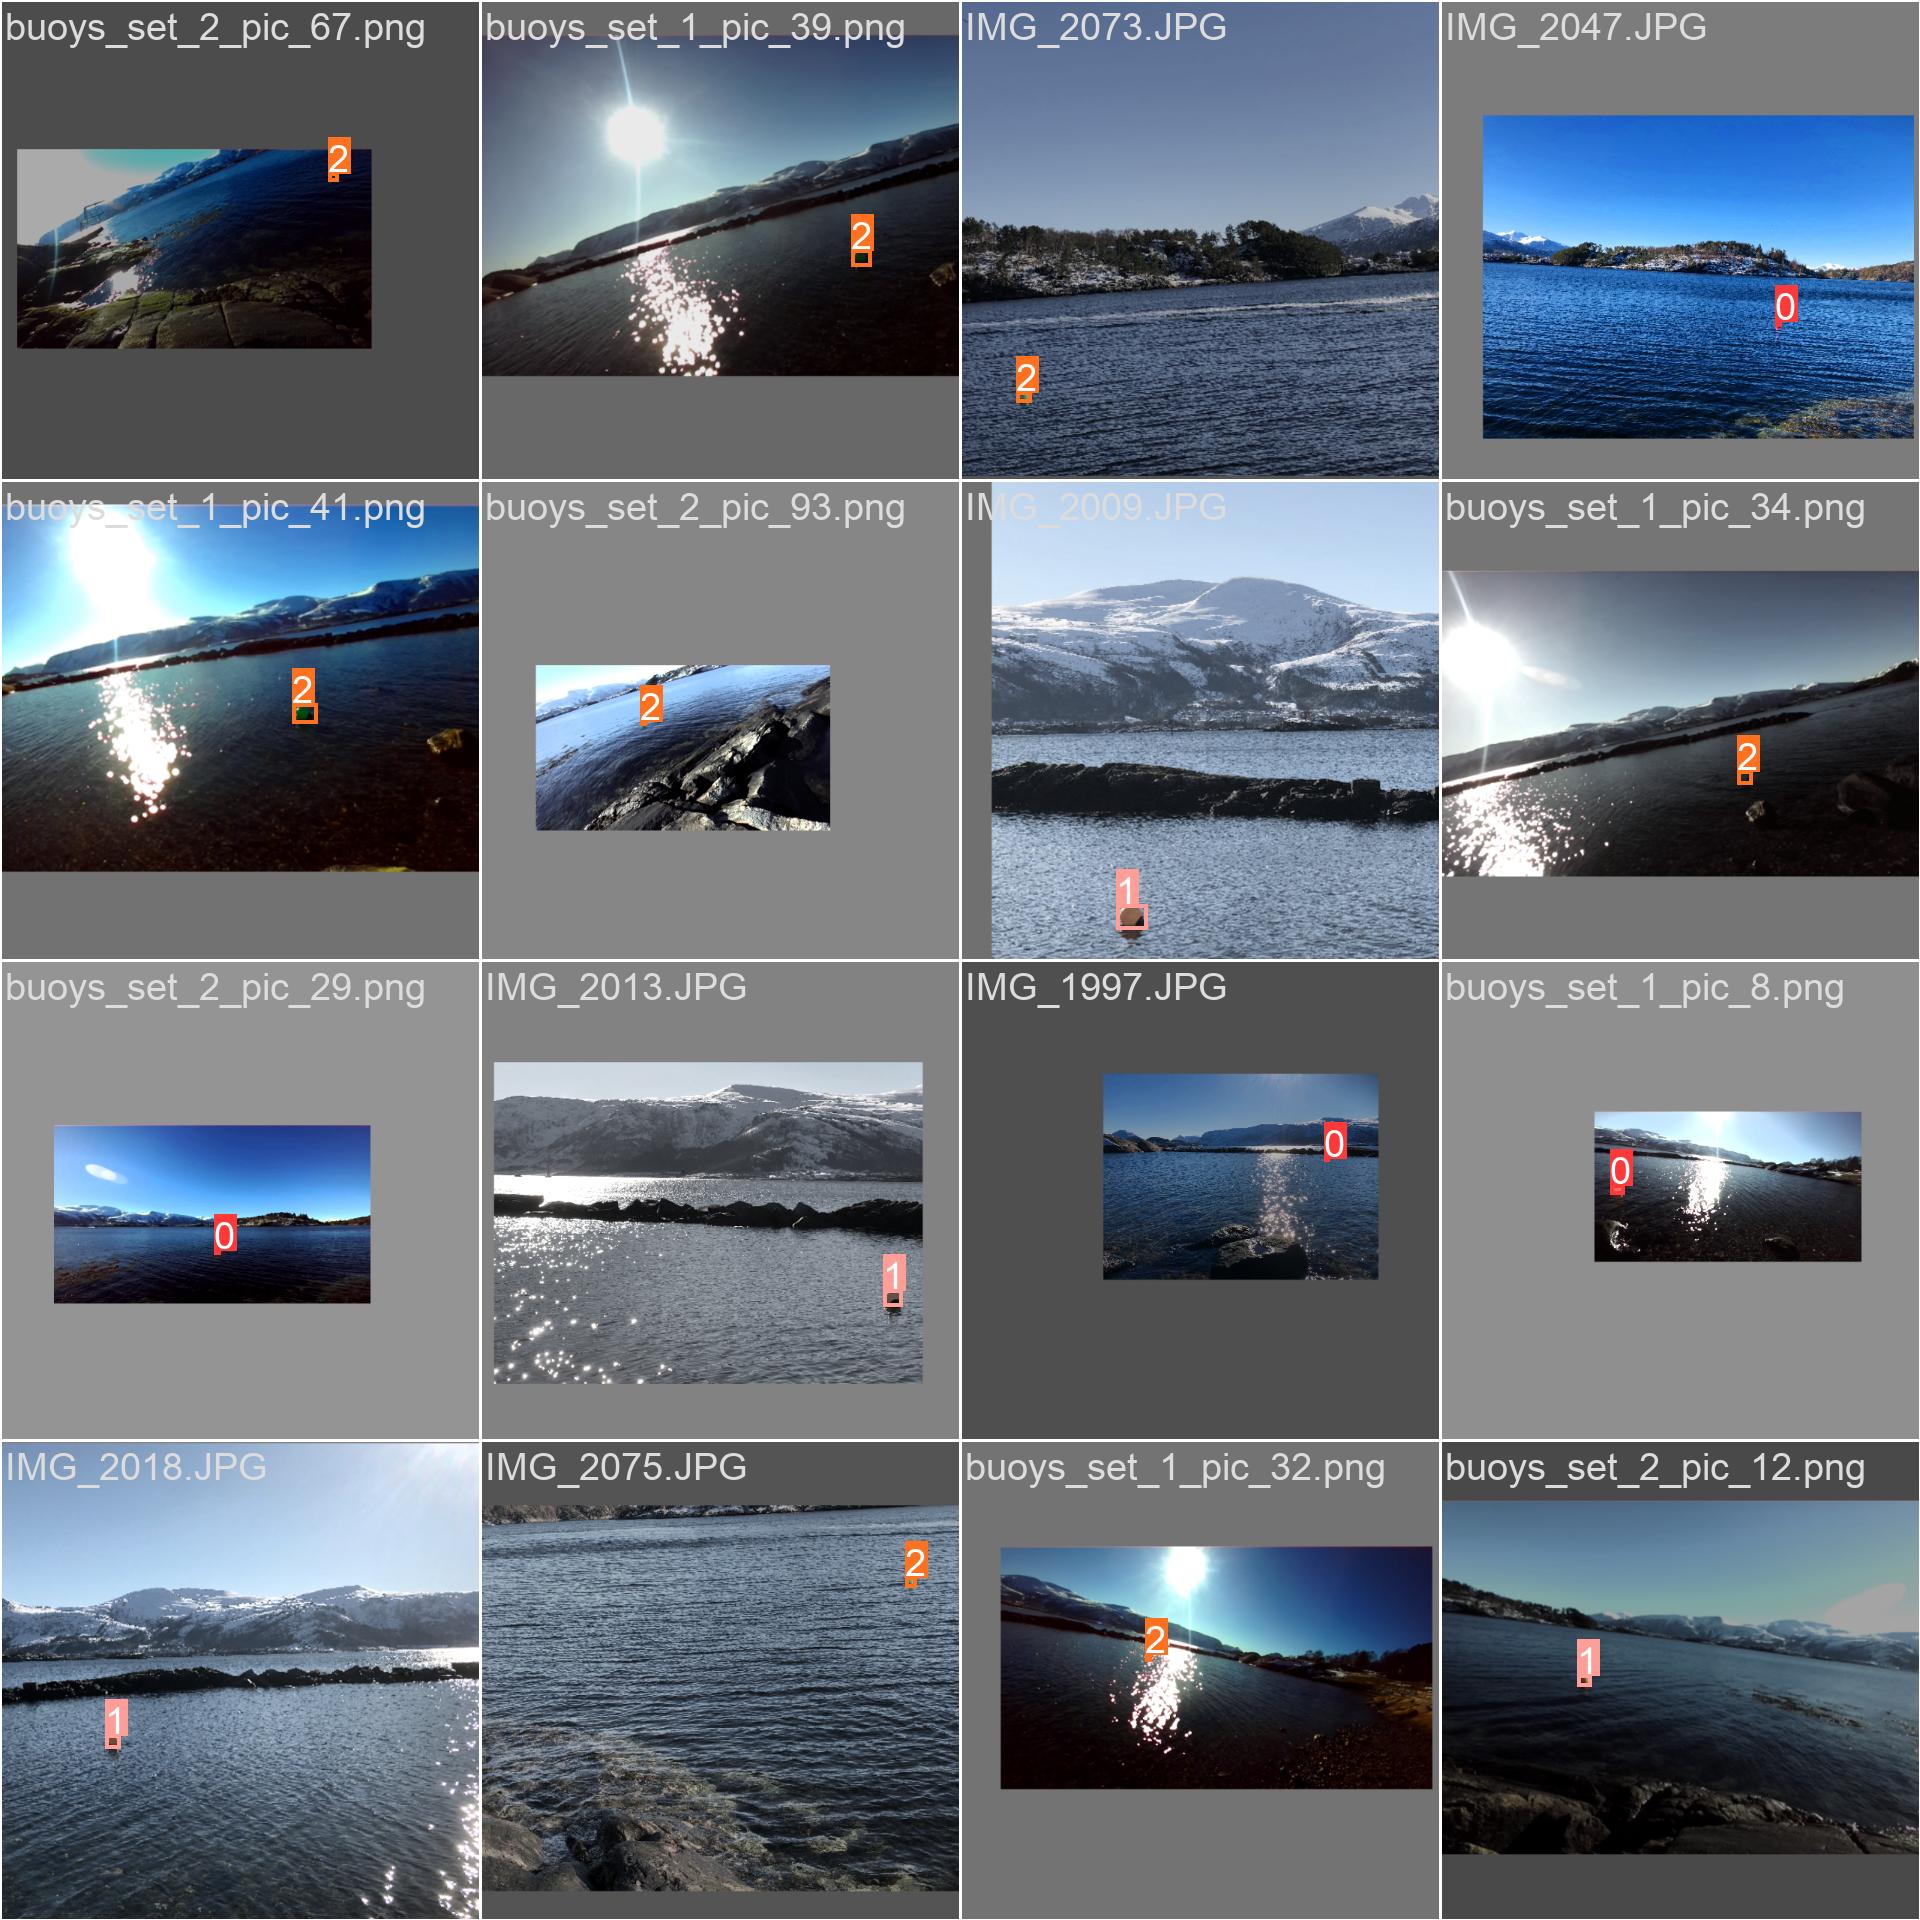 buoys_set_2_pic_67.png
2
buoys_set_1_pic_39.png
2
IMG_2073.JPG
2
IMG_2047.JPG
0
buoys_set_1_pic_41.png
2
buoys_set_2_pic_93.png
2
IMG_2009.JPG
1
buoys_set_1_pic_34.png
2
buoys_set_2_pic_29.png
0
IMG_2013.JPG
1
IMG_1997.JPG
0
buoys_set_1_pic_8.png
0
IMG_2018.JPG
1
IMG_2075.JPG
2
buoys_set_1_pic_32.png
2
buoys_set_2_pic_12.png
1